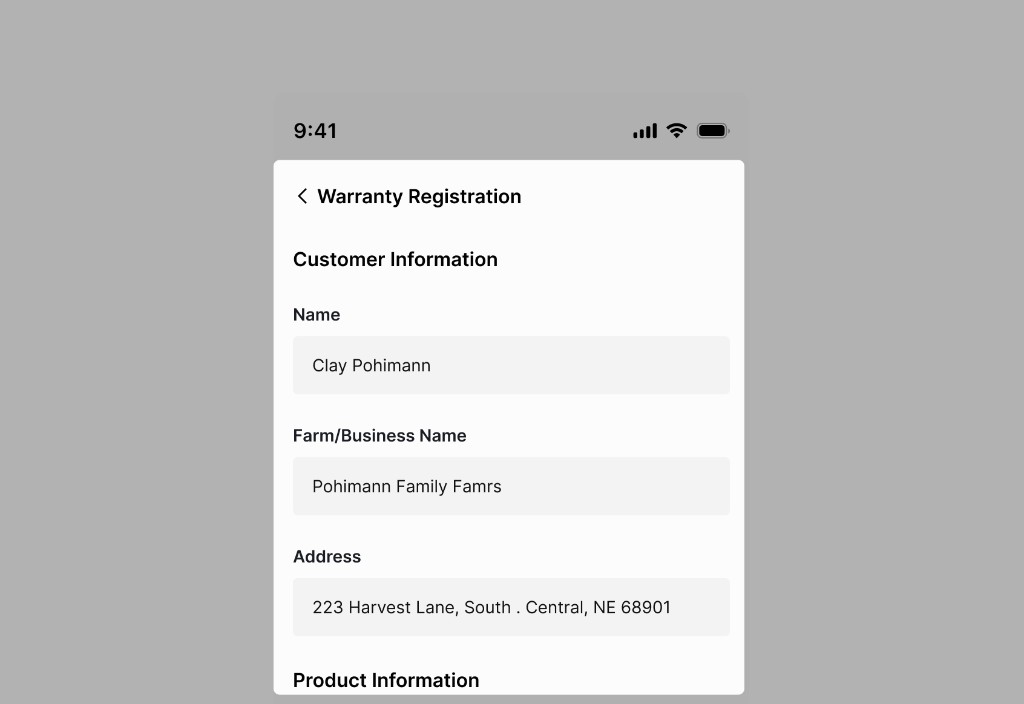 9:41
Warranty Registration
Customer Information
Name
Clay Pohimann
Farm/Business Name
Pohimann Family Famrs
Address
223 Harvest Lane, South . Central, NE 68901
Product Information